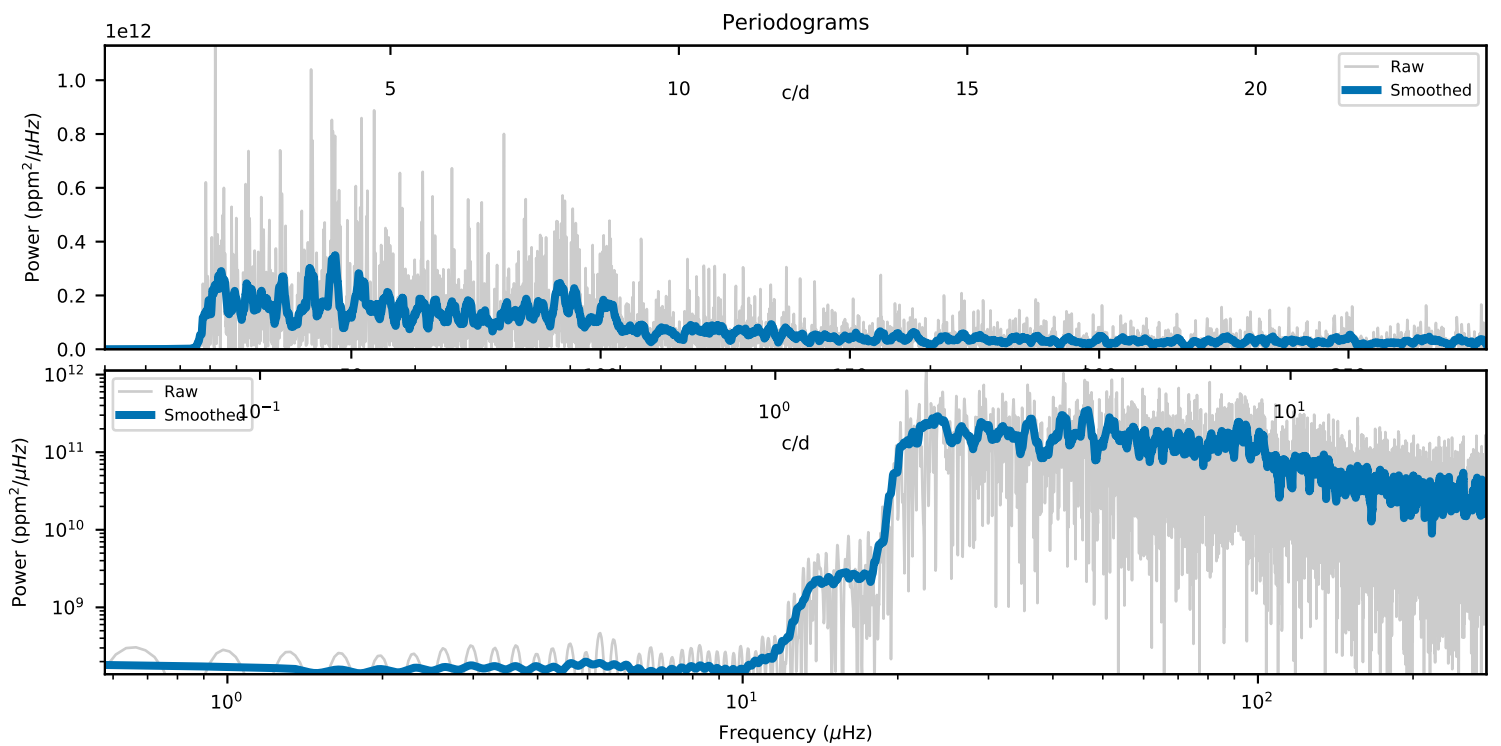 Periodograms
1e12
Power (ppm²/μHz)
1.0
0.8
0.6
0.4
0.2
0.0
5
10
15
20
c/d
Raw
Smoothed
Power (ppm²/μHz)
10¹²
10¹¹
10¹⁰
10⁹
Raw
Smoothed
10⁻¹
10⁰
10¹
c/d
10⁰
10¹
10²
Frequency (μHz)